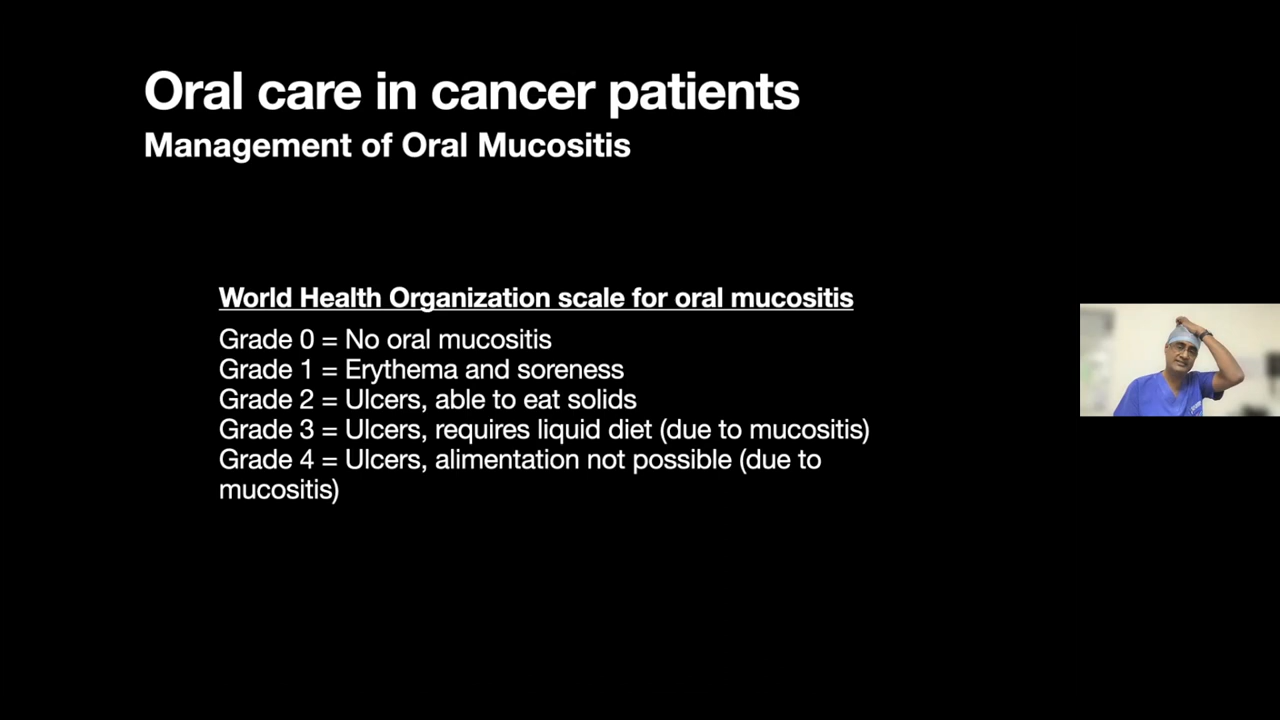 Oral care in cancer patients
Management of Oral Mucositis
World Health Organization scale for oral mucositis
Grade 0 = No oral mucositis
Grade 1 = Erythema and soreness
Grade 2 = Ulcers, able to eat solids
Grade 3 = Ulcers, requires liquid diet (due to mucositis)
Grade 4 = Ulcers, alimentation not possible (due to
mucositis)